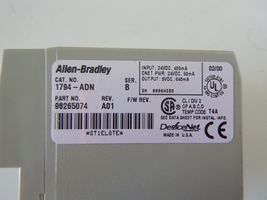 Allen-Bradley
CAT. NO. SER.
1794-ADN B
PART NO. REV. F/W REV.
96265074 A01
*STIEL0TE*
INPUT: 24VDC, 400mA
DNET PWR: 24VDC, 30mA
OUTPUT: 5VDC, 640mA
S/N
02/00
CL I DIV 2
GP A,B,C,D
TEMP CODE T4A
SEE DATA SHEET FOR INSTAL. INFO.
DeviceNet
MADE IN U.S.A.